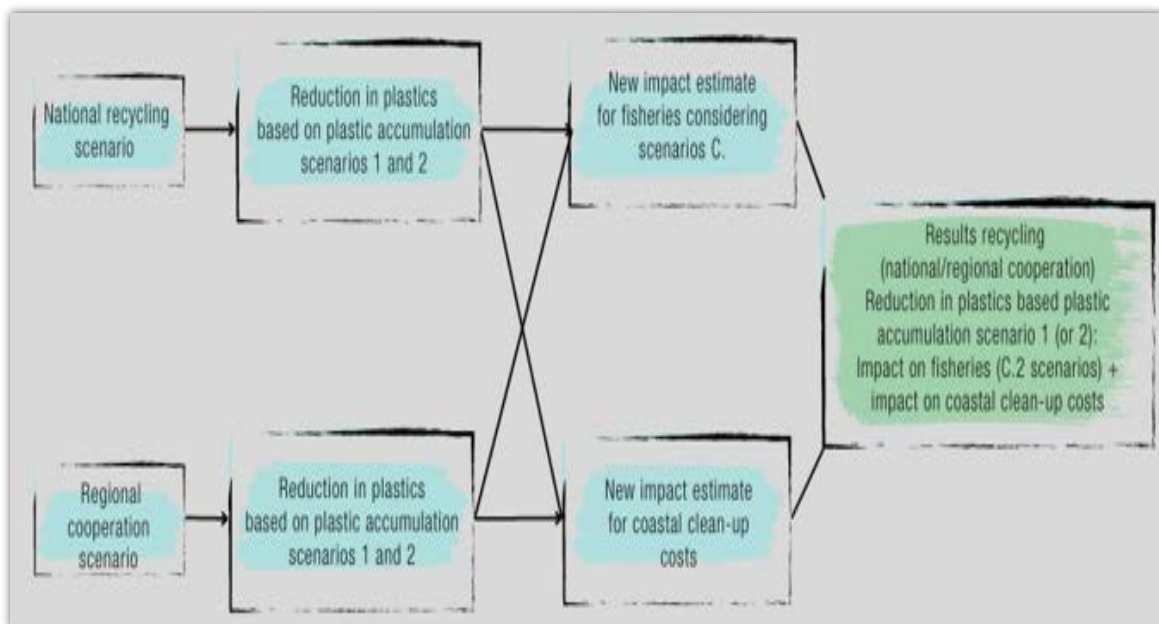 National recycling
scenario
Reduction in plastics
based on plastic accumulation
scenarios 1 and 2
New impact estimate
for fisheries considering
scenarios C.
Results recycling
(national/regional cooperation)
Reduction in plastics based plastic
accumulation scenario 1 (or 2):
Impact on fisheries (C.2 scenarios) +
impact on coastal clean-up costs
Regional
cooperation
scenario
Reduction in plastics
based on plastic accumulation
scenarios 1 and 2
New impact estimate
for coastal clean-up
costs